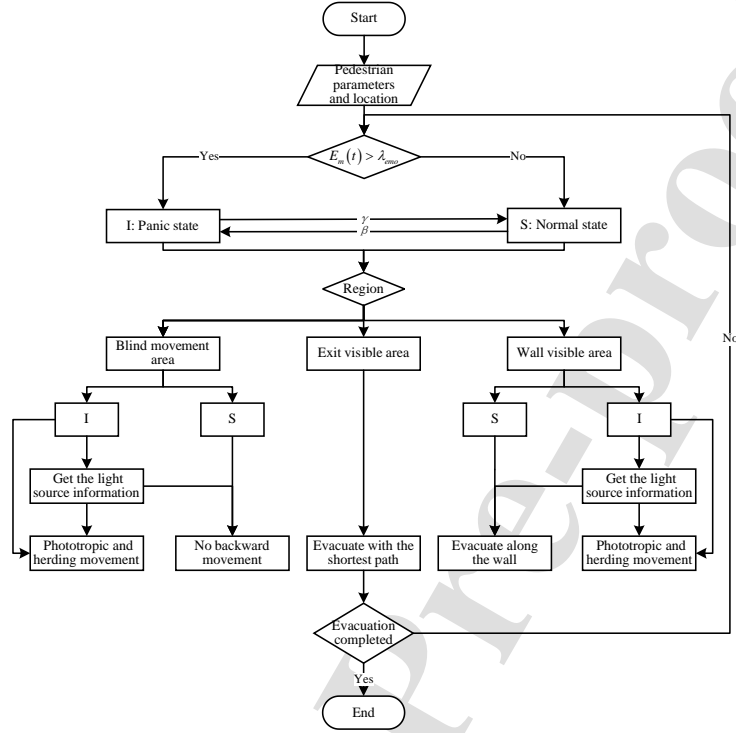 Start
Pedestrian
parameters
and location
E_m(t) > λ_emo
Yes
No
I: Panic state
γ
β
S: Normal state
Region
Blind movement
area
Exit visible area
Wall visible area
No
I
S
S
I
Get the light
source information
Get the light
source information
Phototropic and
herding movement
No backward
movement
Evacuate with the
shortest path
Evacuate along
the wall
Phototropic and
herding movement
Evacuation
completed
Yes
End
Pre-proo